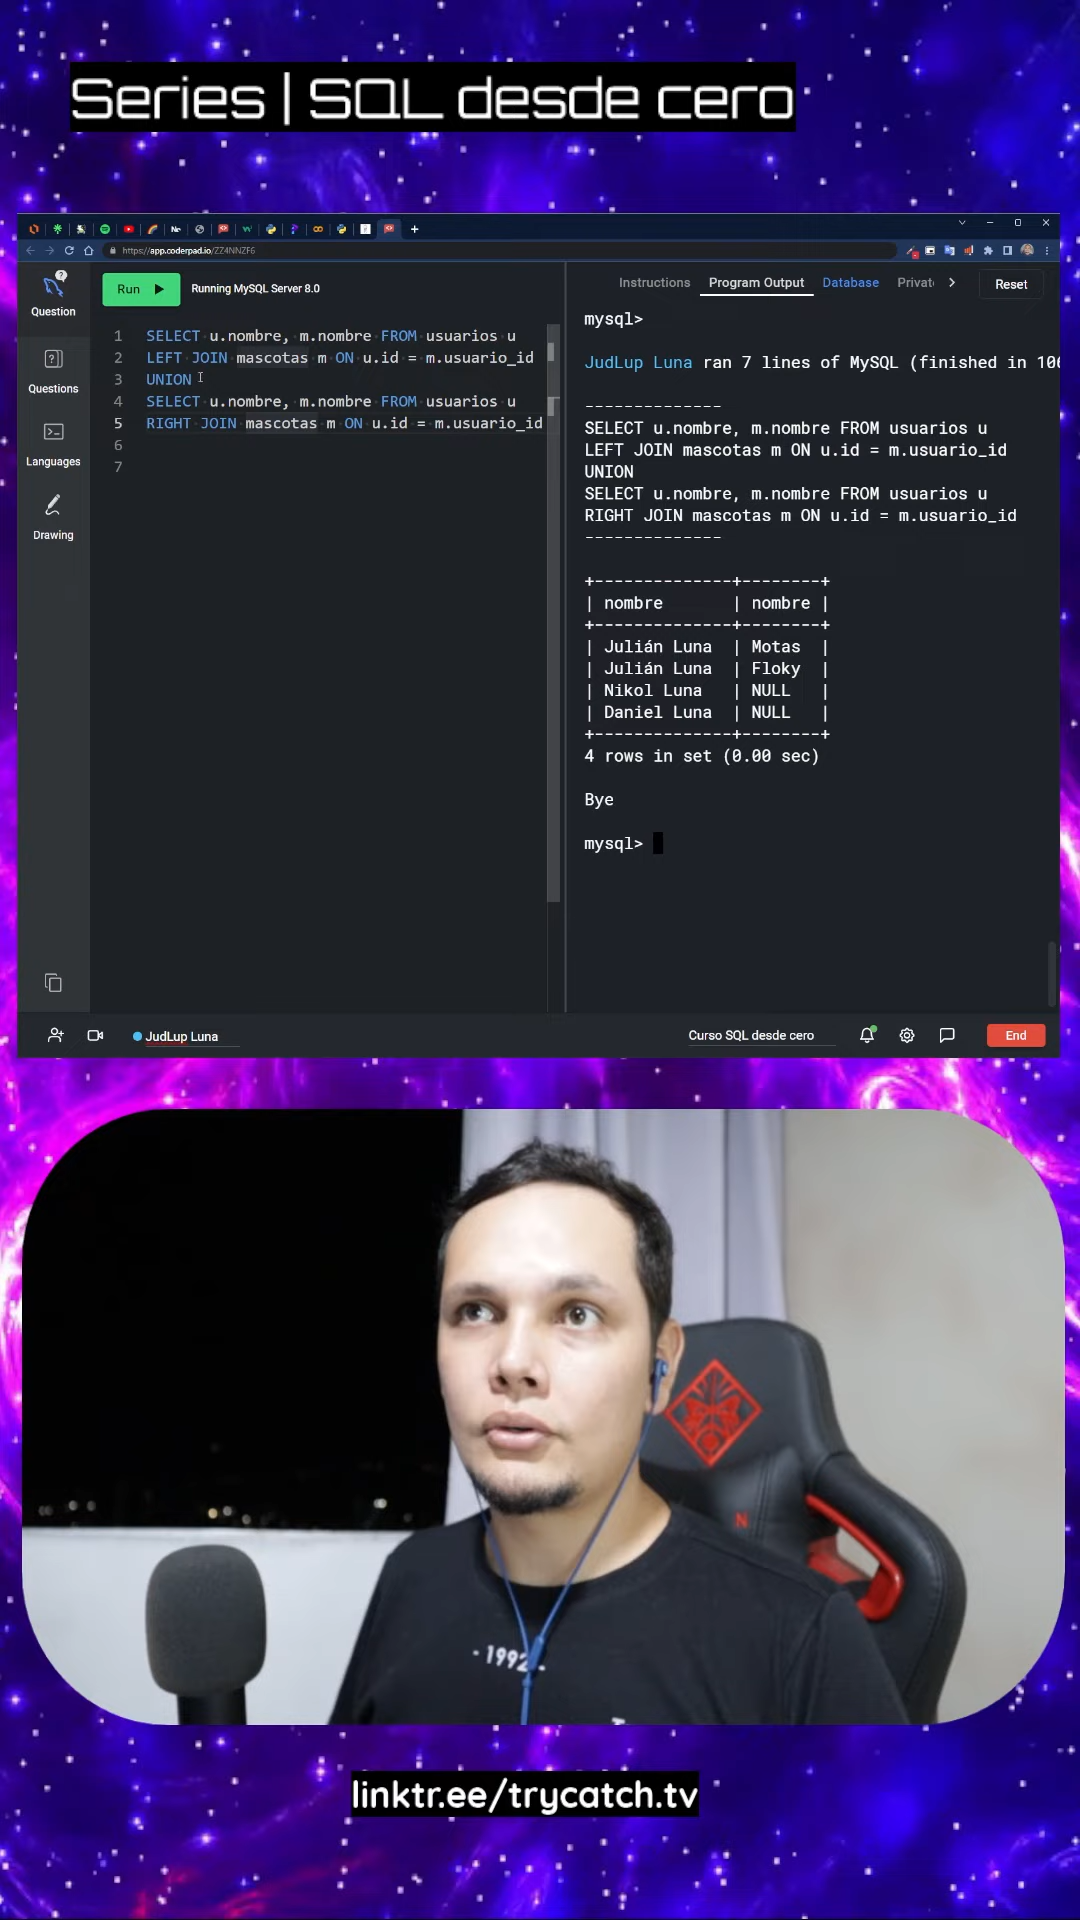 Series | SQL desde cero
https://app.coderpad.io/ZZ4NNZF6
Question
Questions
Languages
Drawing
Run
Running MySQL Server 8.0
1 SELECT u.nombre, m.nombre FROM usuarios u
2 LEFT JOIN mascotas m ON u.id = m.usuario_id
3 UNION
4 SELECT u.nombre, m.nombre FROM usuarios u
5 RIGHT JOIN mascotas m ON u.id = m.usuario_id
6
7
Instructions Program Output Database Privat Reset
mysql>
JudLup Luna ran 7 lines of MySQL (finished in 10
--------------
SELECT u.nombre, m.nombre FROM usuarios u
LEFT JOIN mascotas m ON u.id = m.usuario_id
UNION
SELECT u.nombre, m.nombre FROM usuarios u
RIGHT JOIN mascotas m ON u.id = m.usuario_id
--------------
+--------------+--------+
| nombre | nombre |
+--------------+--------+
| Julián Luna | Motas |
| Julián Luna | Floky |
| Nikol Luna | NULL |
| Daniel Luna | NULL |
+--------------+--------+
4 rows in set (0.00 sec)
Bye
mysql>
JudLup Luna
Curso SQL desde cero
End
N
- 1992 -
linktr.ee/trycatch.tv